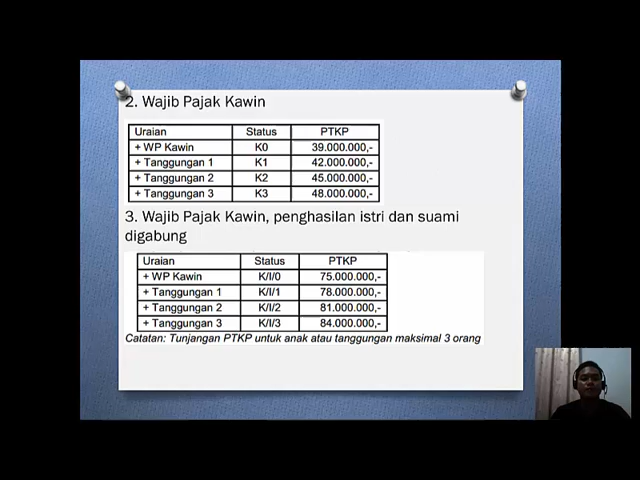 2. Wajib Pajak Kawin
Uraian Status PTKP
+ WP Kawin K0 39.000.000,-
+ Tanggungan 1 K1 42.000.000,-
+ Tanggungan 2 K2 45.000.000,-
+ Tanggungan 3 K3 48.000.000,-
3. Wajib Pajak Kawin, penghasilan istri dan suami
digabung
Uraian Status PTKP
+ WP Kawin K/I/0 75.000.000,-
+ Tanggungan 1 K/I/1 78.000.000,-
+ Tanggungan 2 K/I/2 81.000.000,-
+ Tanggungan 3 K/I/3 84.000.000,-
Catatan: Tunjangan PTKP untuk anak atau tanggungan maksimal 3 orang